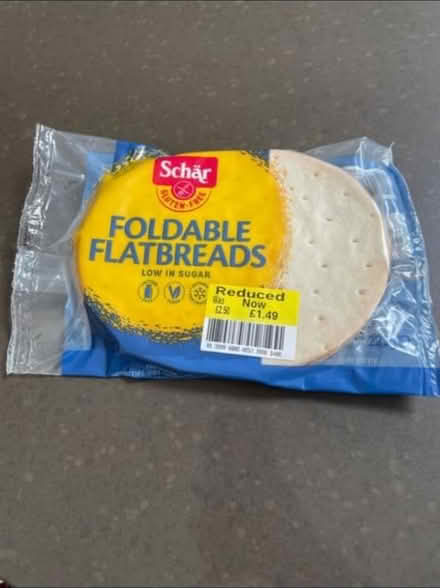 Schär
GLUTEN-FREE
FOLDABLE
FLATBREADS
LOW IN SUGAR
Reduced
Was Now
£2.50 £1.49